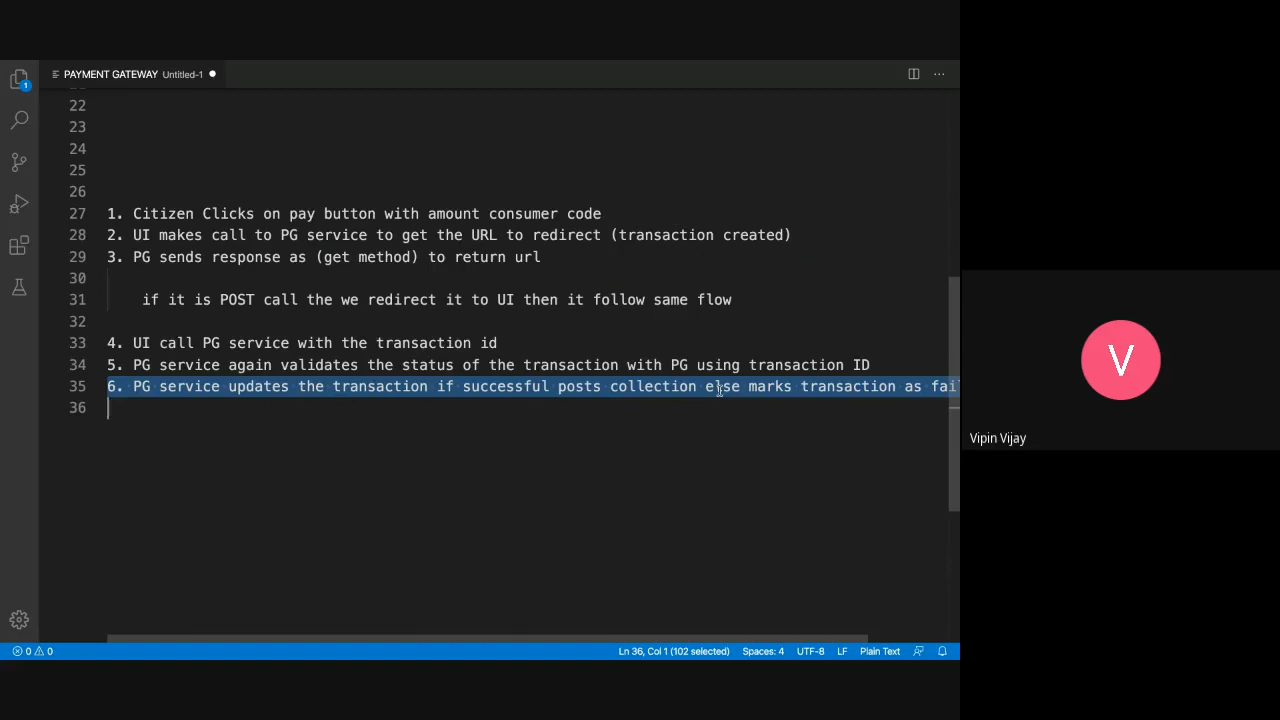 PAYMENT GATEWAY Untitled-1
1
22
23
24
25
26
27 1. Citizen Clicks on pay button with amount consumer code
28 2. UI makes call to PG service to get the URL to redirect (transaction created)
29 3. PG sends response as (get method) to return url
30
31 if it is POST call the we redirect it to UI then it follow same flow
32
33 4. UI call PG service with the transaction id
34 5. PG service again validates the status of the transaction with PG using transaction ID
35 6. PG service updates the transaction if successful posts collection else marks transaction as fai
36
V
Vipin Vijay
0 0 Ln 36, Col 1 (102 selected) Spaces: 4 UTF-8 LF Plain Text